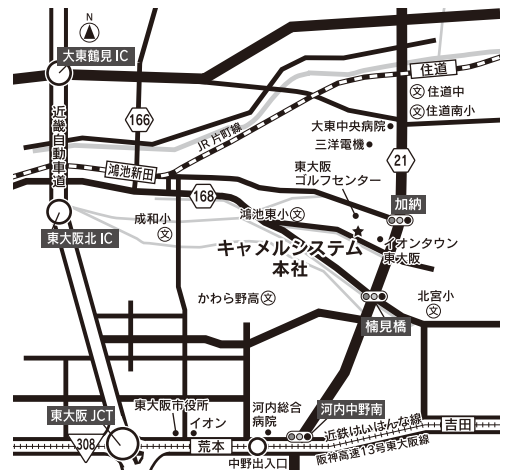 N
大東鶴見IC
住道
文住道中
文住道南小
166
近畿自動車道
JR片町線
大東中央病院
三洋電機
21
鴻池新田
東大阪
ゴルフセンター
168
加納
鴻池東小文
成和小
文
東大阪北IC
キャメルシステム
本社
イオンタウン
東大阪
かわら野高文
北宮小
文
楠見橋
東大阪市役所
河内総合
病院
河内中野南
東大阪JCT
イオン
近鉄けいはんな線
吉田
308
荒本
阪神高速13号東大阪線
中野出入口